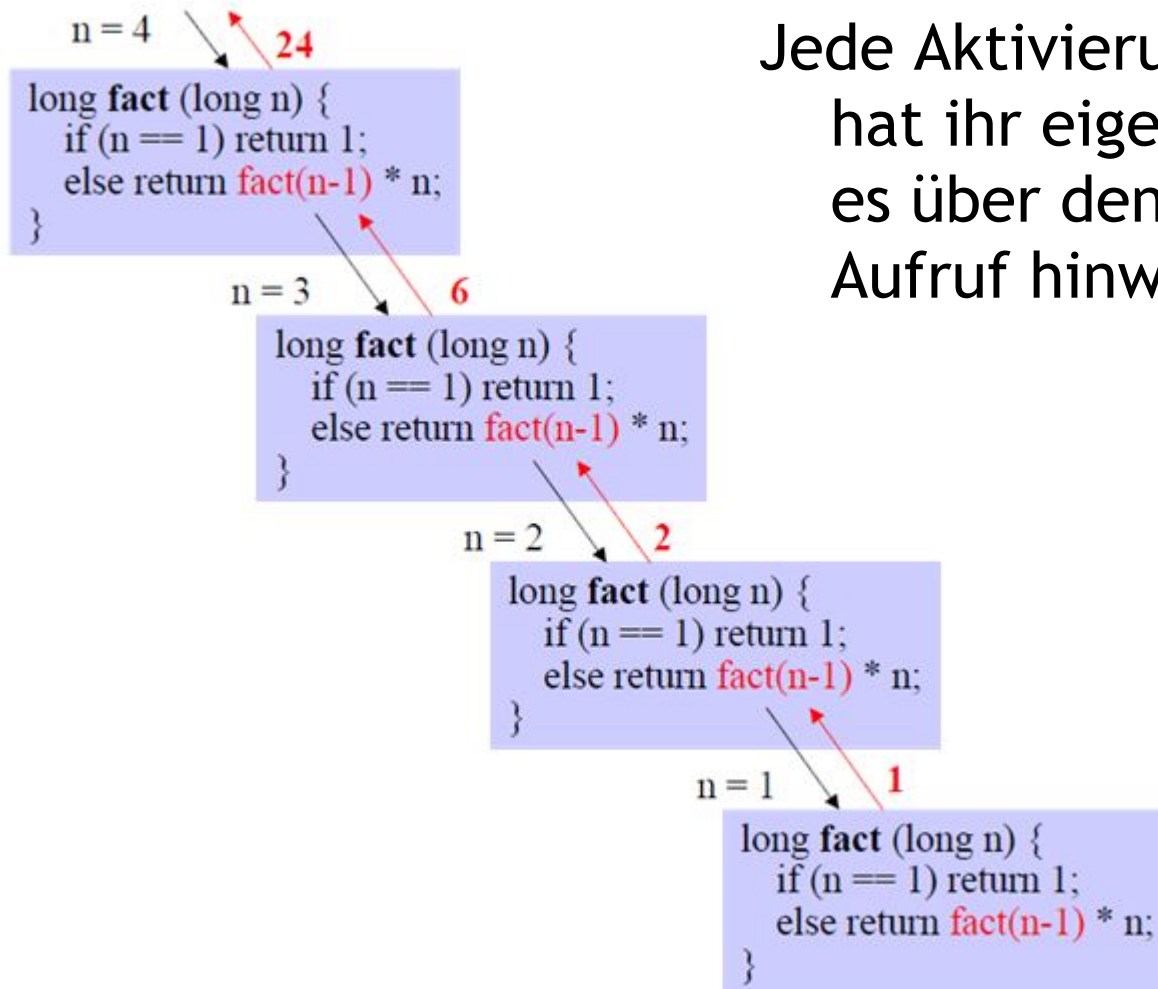 n = 4
24
long fact (long n) {
if (n == 1) return 1;
else return fact(n-1) * n;
}
n = 3
6
long fact (long n) {
if (n == 1) return 1;
else return fact(n-1) * n;
}
n = 2
2
long fact (long n) {
if (n == 1) return 1;
else return fact(n-1) * n;
}
n = 1
1
long fact (long n) {
if (n == 1) return 1;
else return fact(n-1) * n;
}
Jede Aktivieru
hat ihr eige
es über den
Aufruf hinw